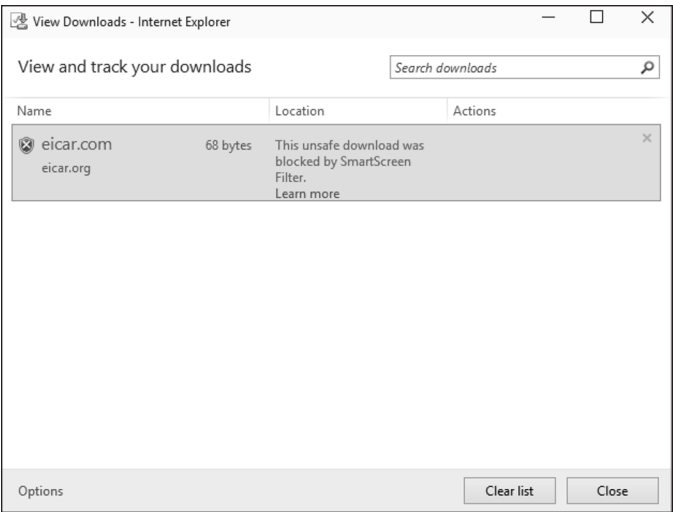 View Downloads - Internet Explorer
View and track your downloads
Search downloads
Name Location Actions
eicar.com 68 bytes This unsafe download was
blocked by SmartScreen
eicar.org
Filter.
Learn more
Options Clear list Close